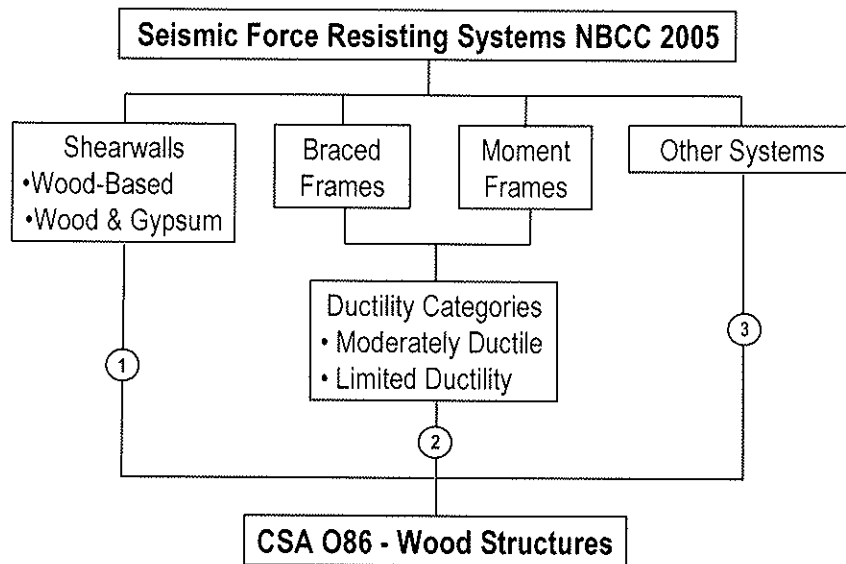 Seismic Force Resisting Systems NBCC 2005
Shearwalls
•Wood-Based
•Wood & Gypsum
Braced
Frames
Moment
Frames
Other Systems
Ductility Categories
• Moderately Ductile
• Limited Ductility
1
2
3
CSA O86 - Wood Structures